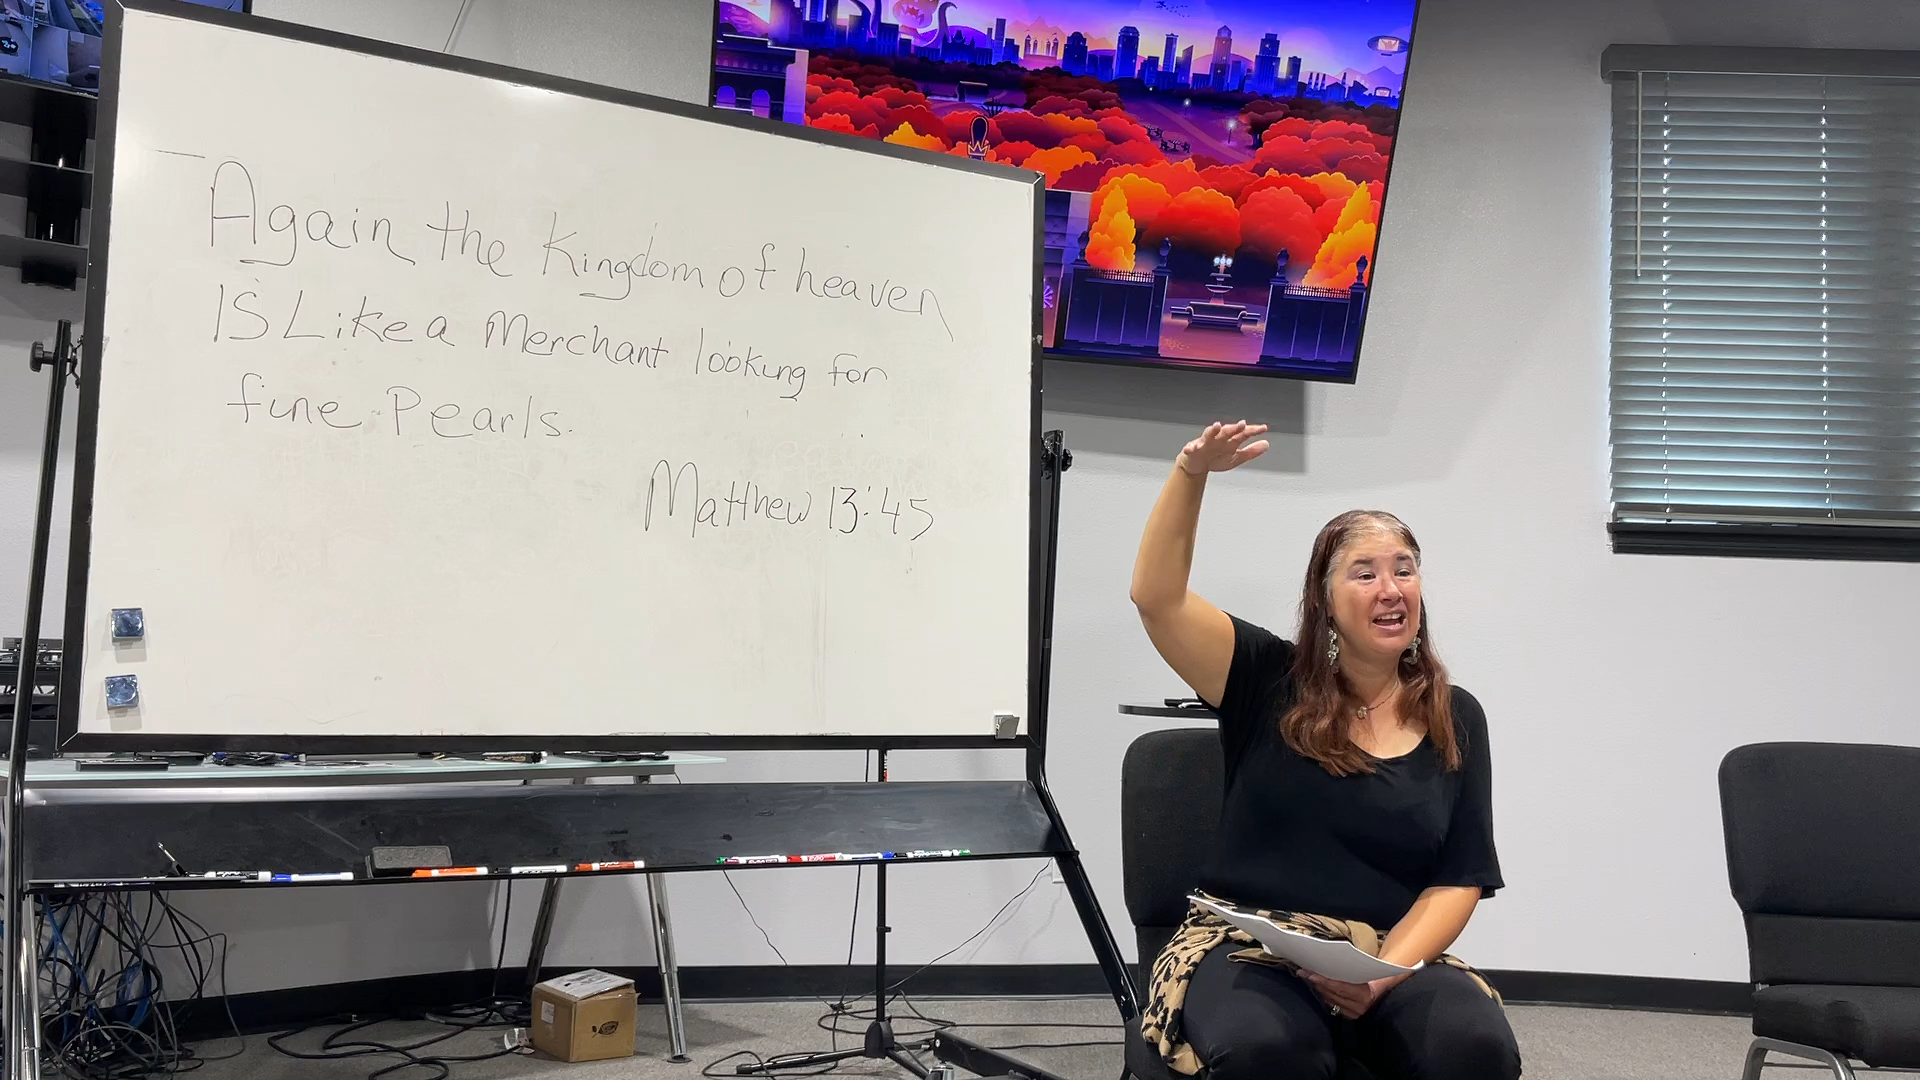 Again the Kingdom of heaven
Is Like a Merchant looking for
fine Pearls.
Matthew 13:45